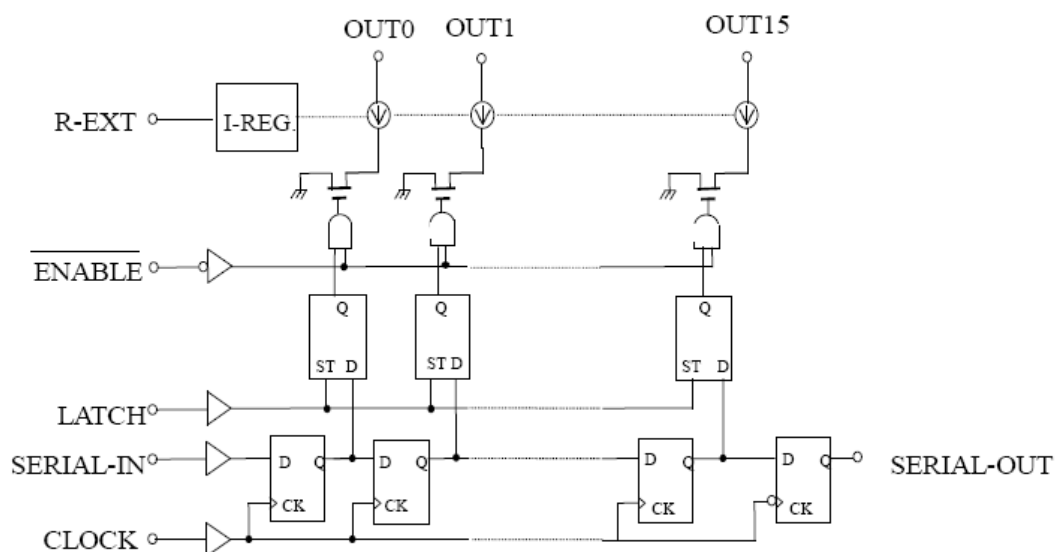 OUT0 OUT1 OUT15
R-EXT I-REG.
ENABLE
Q Q Q
ST D ST D ST D
LATCH
SERIAL-IN D Q D Q D Q D Q SERIAL-OUT
CK CK CK CK
CLOCK